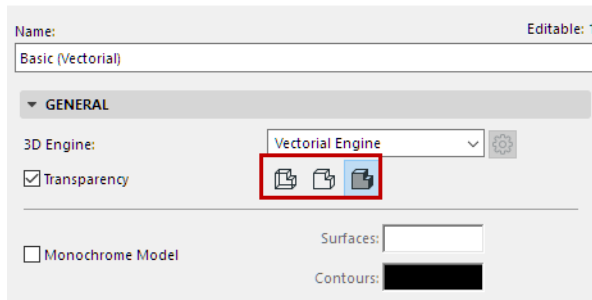 Name:
Editable: 1
Basic (Vectorial)
GENERAL
3D Engine:
Vectorial Engine
Transparency
Surfaces:
Monochrome Model
Contours: